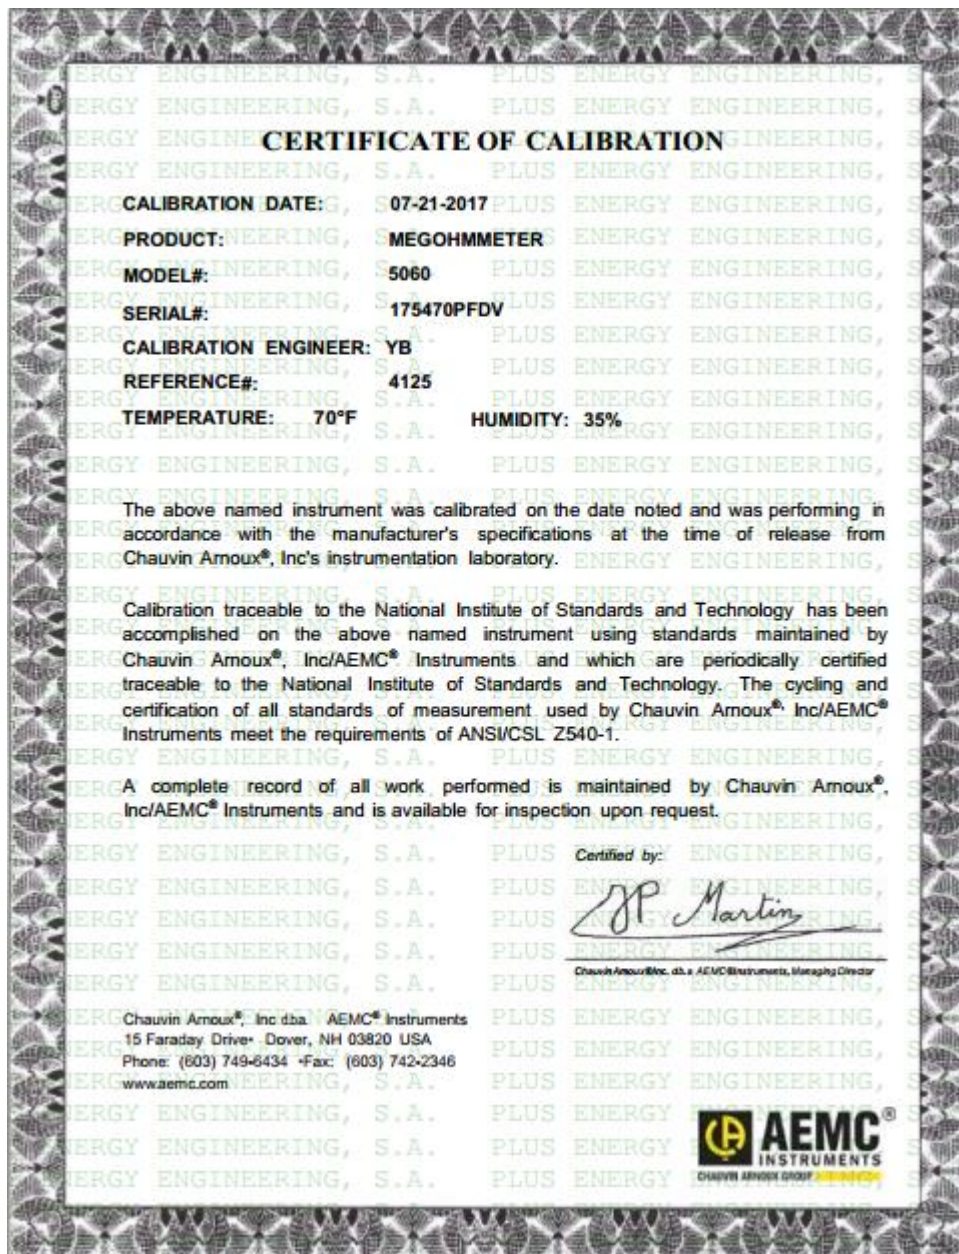 CERTIFICATE OF CALIBRATION
CALIBRATION DATE: 07-21-2017
PRODUCT: MEGOHMMETER
MODEL#: 5060
SERIAL#: 175470PFDV
CALIBRATION ENGINEER: YB
REFERENCE#: 4125
TEMPERATURE: 70°F HUMIDITY: 35%
The above named instrument was calibrated on the date noted and was performing in
accordance with the manufacturer's specifications at the time of release from
Chauvin Arnoux®, Inc's instrumentation laboratory.
Calibration traceable to the National Institute of Standards and Technology has been
accomplished on the above named instrument using standards maintained by
Chauvin Arnoux®, Inc/AEMC® Instruments and which are periodically certified
traceable to the National Institute of Standards and Technology. The cycling and
certification of all standards of measurement used by Chauvin Arnoux®, Inc/AEMC®
Instruments meet the requirements of ANSI/CSL Z540-1.
A complete record of all work performed is maintained by Chauvin Arnoux®,
Inc/AEMC® Instruments and is available for inspection upon request.
Certified by:
JP Martin
Chauvin Arnoux® Inc. d.b.a AEMC® Instruments, Managing Director
Chauvin Arnoux®, Inc dba AEMC® Instruments
15 Faraday Drive• Dover, NH 03820 USA
Phone: (603) 749-6434 •Fax: (603) 742-2346
www.aemc.com
AEMC®
INSTRUMENTS
CHAUVIN ARNOUX GROUP
PLUS ENERGY ENGINEERING, S.A.